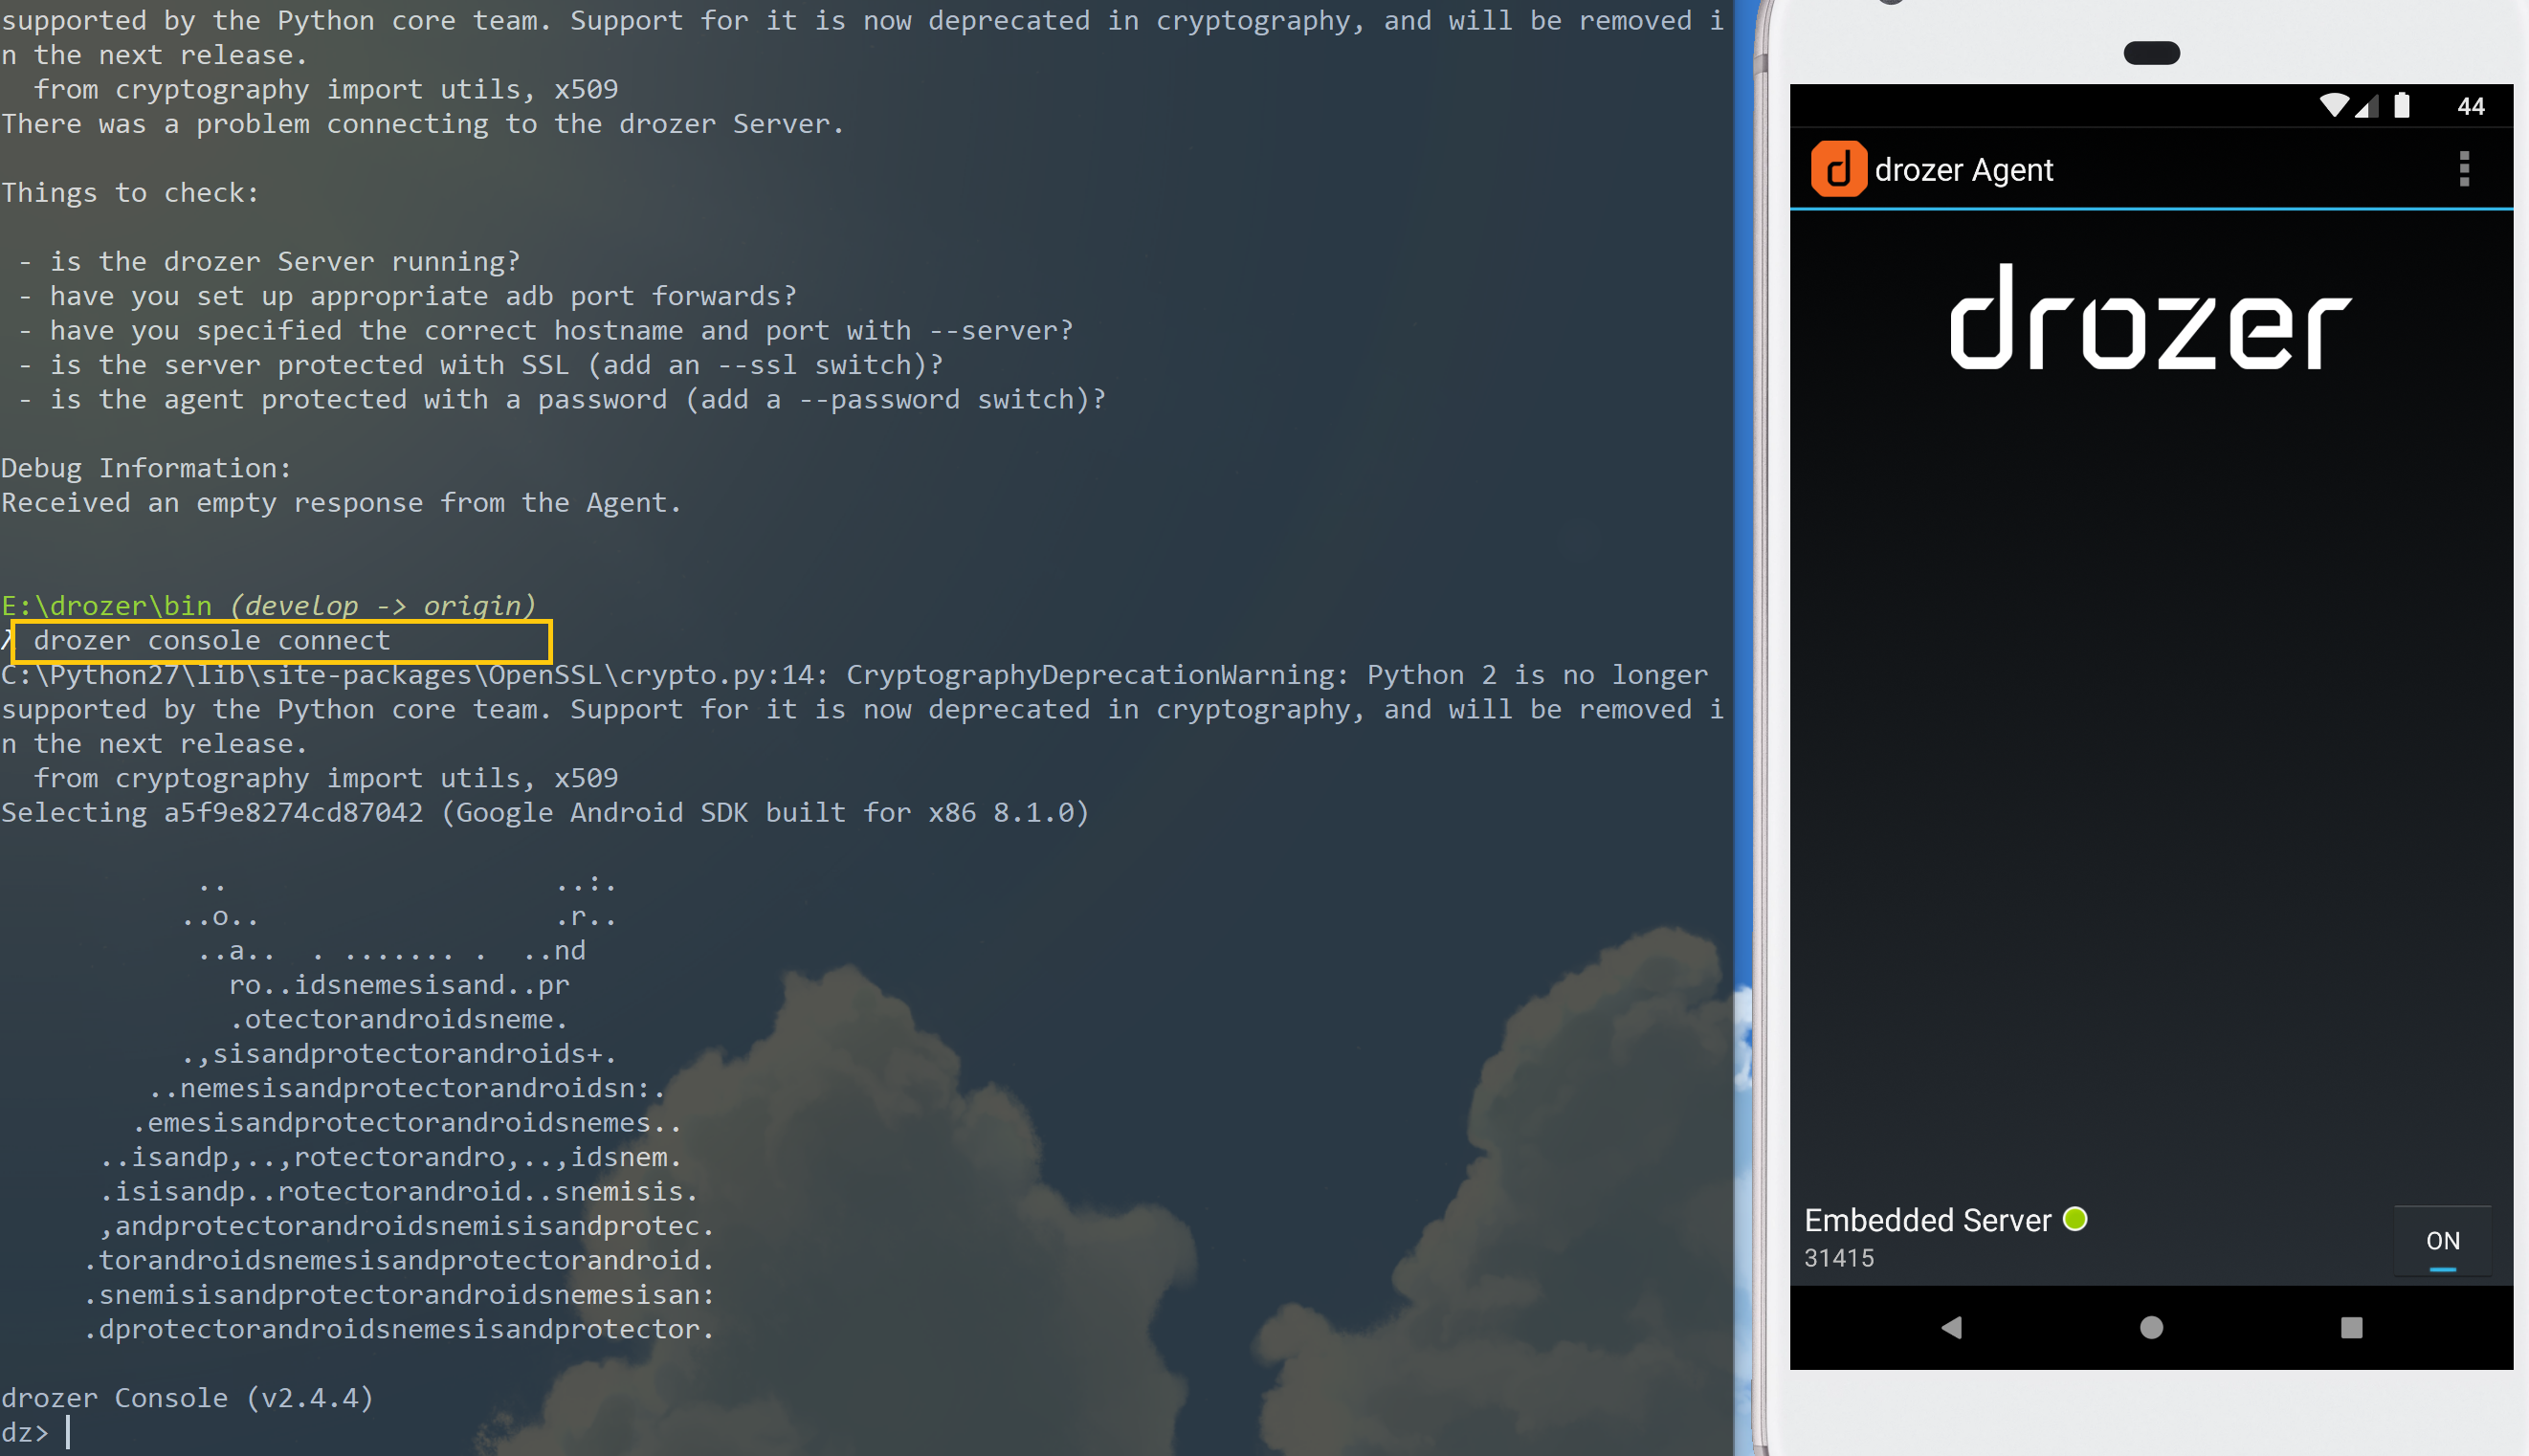 supported by the Python core team. Support for it is now deprecated in cryptography, and will be removed i
n the next release.
  from cryptography import utils, x509
There was a problem connecting to the drozer Server.

Things to check:

 - is the drozer Server running?
 - have you set up appropriate adb port forwards?
 - have you specified the correct hostname and port with --server?
 - is the server protected with SSL (add an --ssl switch)?
 - is the agent protected with a password (add a --password switch)?

Debug Information:
Received an empty response from the Agent.

E:\drozer\bin (develop -> origin)
λ drozer console connect
C:\Python27\lib\site-packages\OpenSSL\crypto.py:14: CryptographyDeprecationWarning: Python 2 is no longer
supported by the Python core team. Support for it is now deprecated in cryptography, and will be removed i
n the next release.
  from cryptography import utils, x509
Selecting a5f9e8274cd87042 (Google Android SDK built for x86 8.1.0)

            ..                    ..:.
           ..o..                  .r..
            ..a..  . ....... .  ..nd
              ro..idsnemesisand..pr
              .otectorandroidsneme.
           .,sisandprotectorandroids+.
         ..nemesisandprotectorandroidsn:.
        .emesisandprotectorandroidsnemes..
      ..isandp,..,rotectorandro,..,idsnem.
      .isisandp..rotectorandroid..snemisis.
      ,andprotectorandroidsnemisisandprotec.
     .torandroidsnemesisandprotectorandroid.
     .snemisisandprotectorandroidsnemesisan:
     .dprotectorandroidsnemesisandprotector.

drozer Console (v2.4.4)
dz>
44
drozer Agent
drozer
Embedded Server
31415
ON